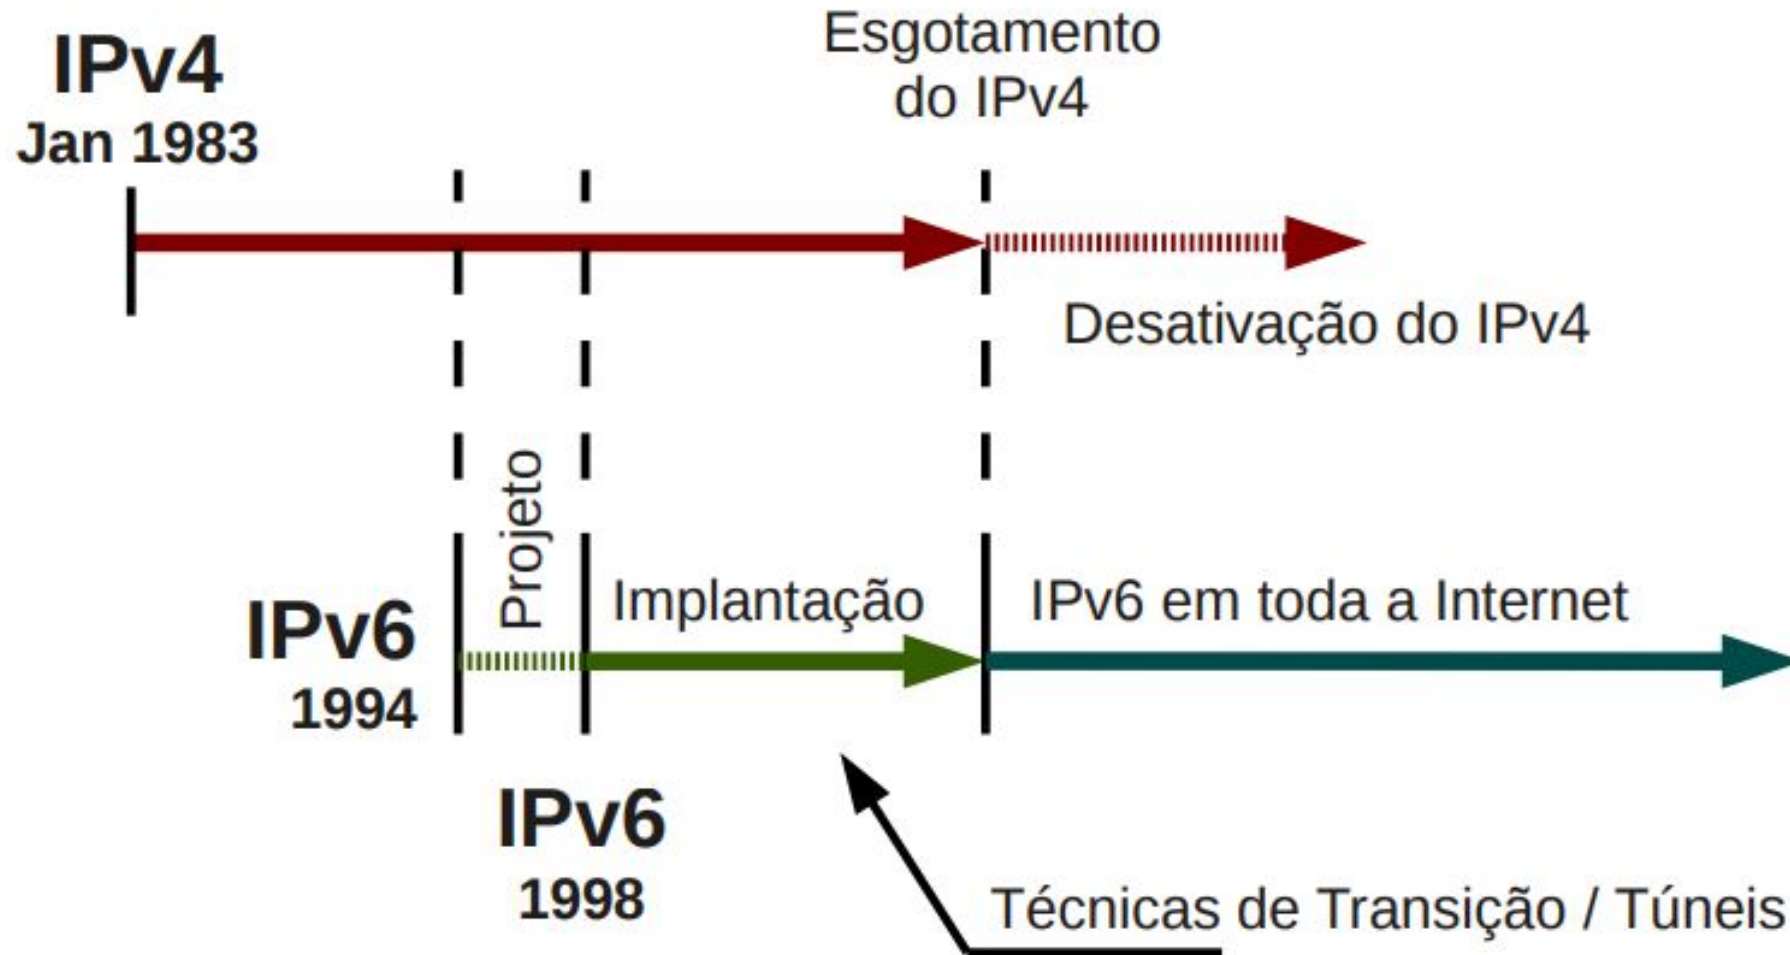 IPv4
Jan 1983
Esgotamento
do IPv4
Desativação do IPv4
Projeto
IPv6
1994
Implantação
IPv6 em toda a Internet
IPv6
1998
Técnicas de Transição / Túneis